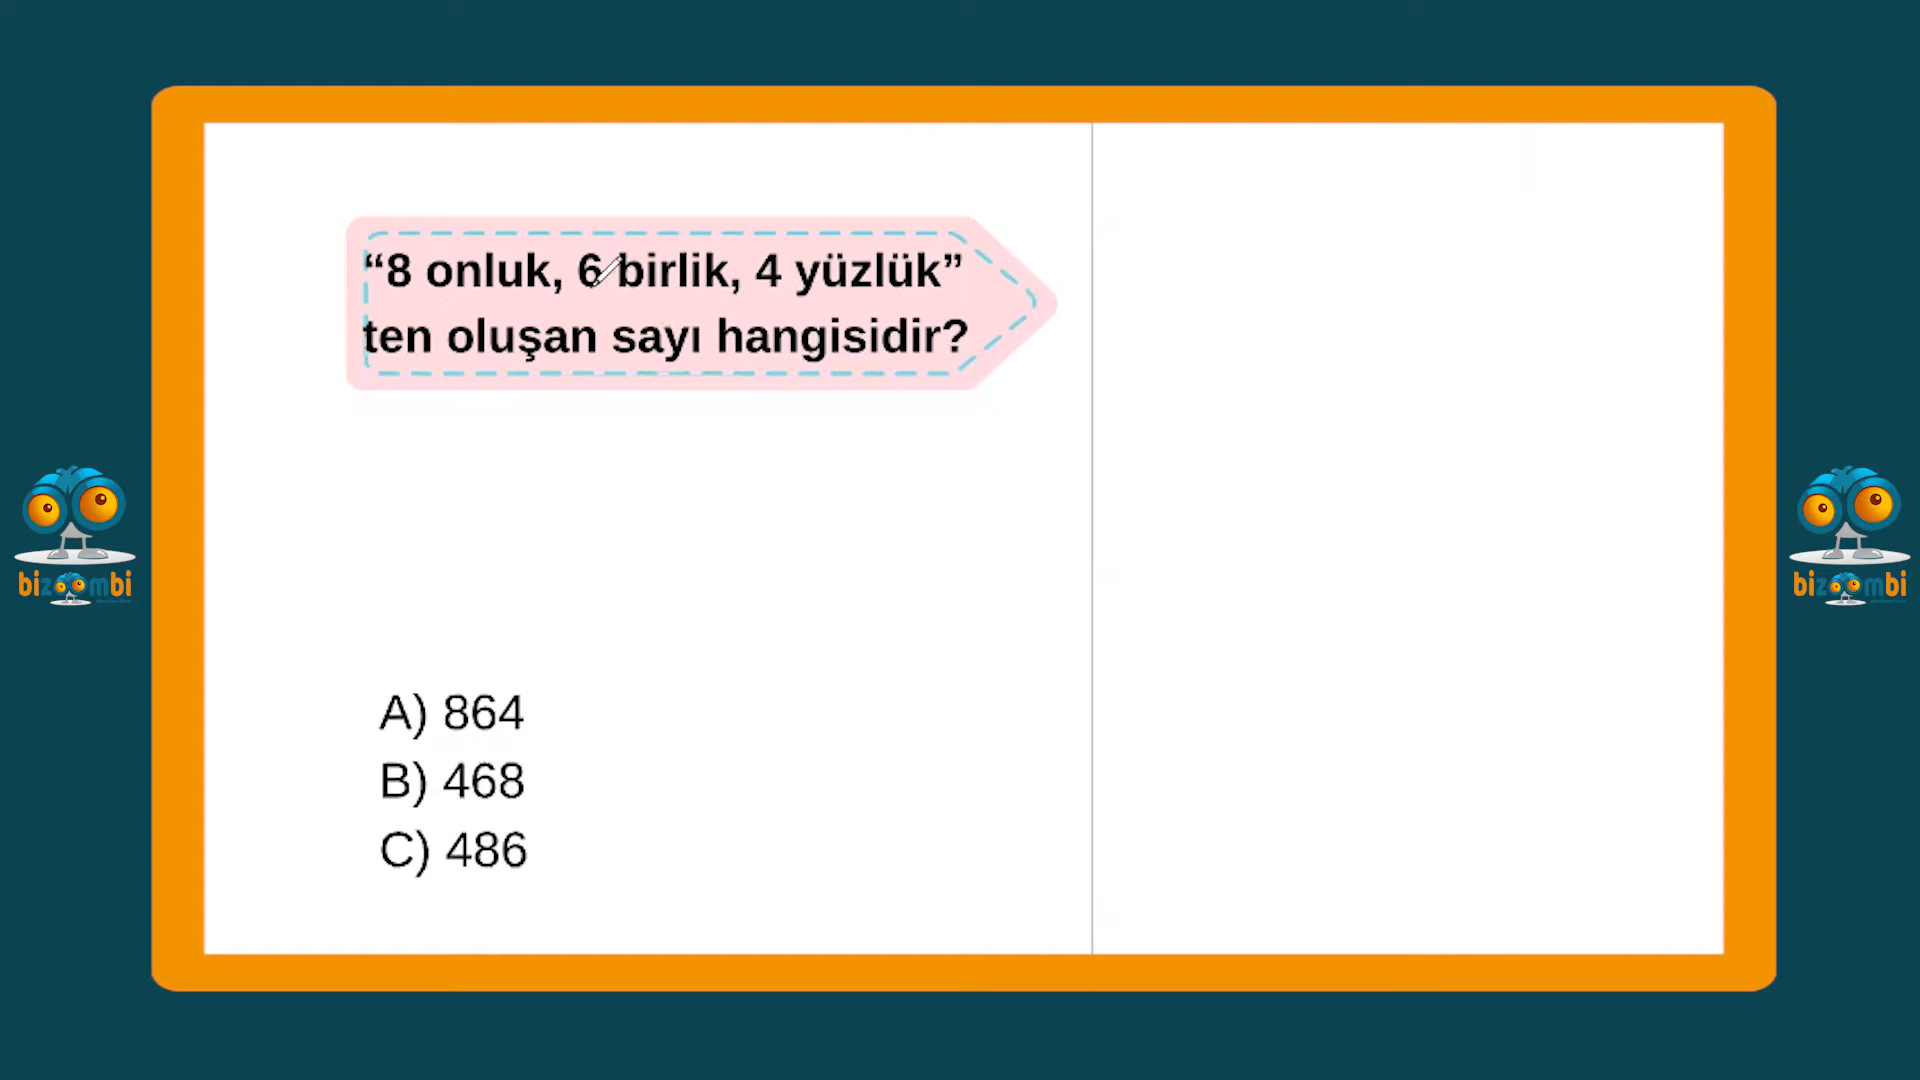 “8 onluk, 6 birlik, 4 yüzlük”
ten oluşan sayı hangisidir?
A) 864
B) 468
C) 486
bizoombi
bizoombi